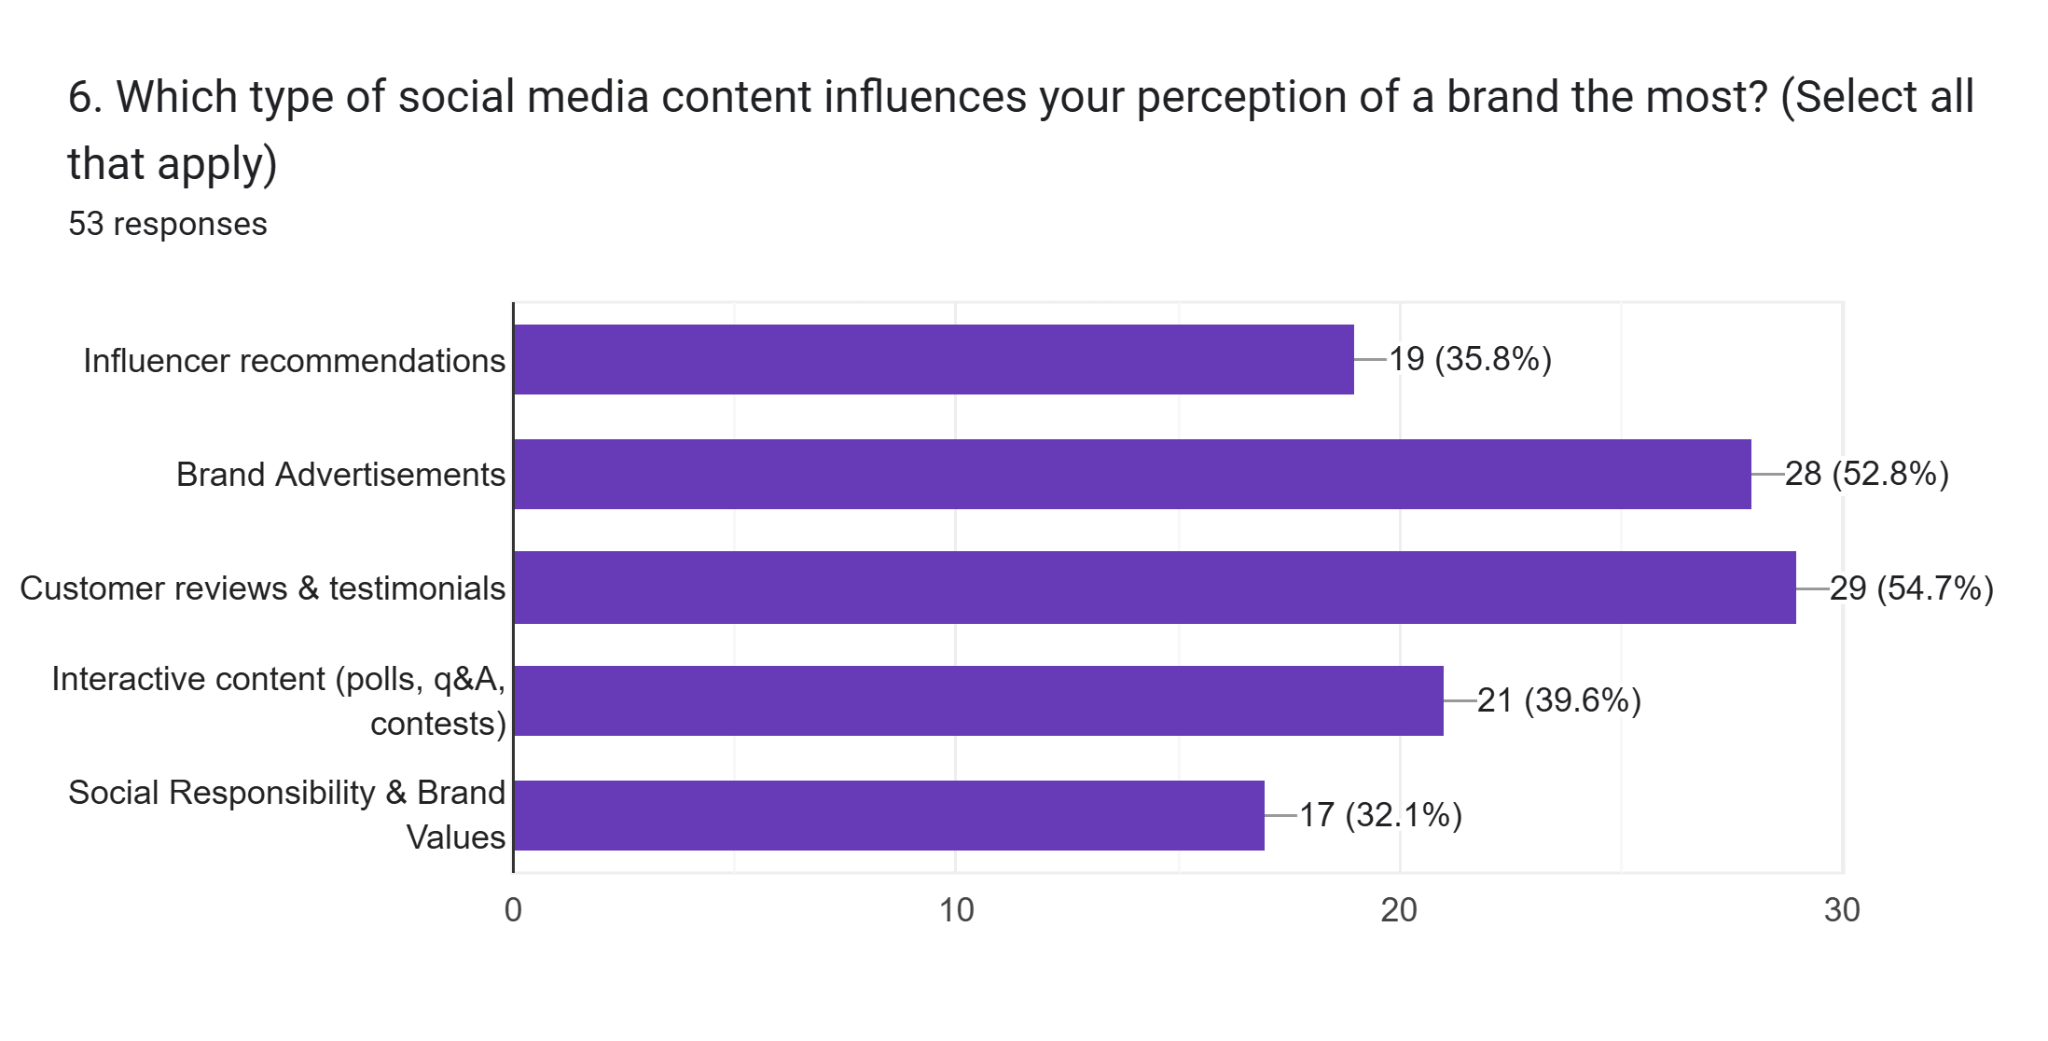 6. Which type of social media content influences your perception of a brand the most? (Select all
that apply)
53 responses
Influencer recommendations
19 (35.8%)
Brand Advertisements
28 (52.8%)
Customer reviews & testimonials
29 (54.7%)
Interactive content (polls, q&A,
contests)
21 (39.6%)
Social Responsibility & Brand
Values
17 (32.1%)
0 10 20 30